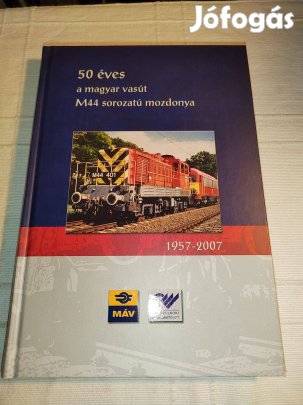 Jófogás
50 éves
a magyar vasút
M44 sorozatú mozdonya
M44 401
1957-2007
MÁV